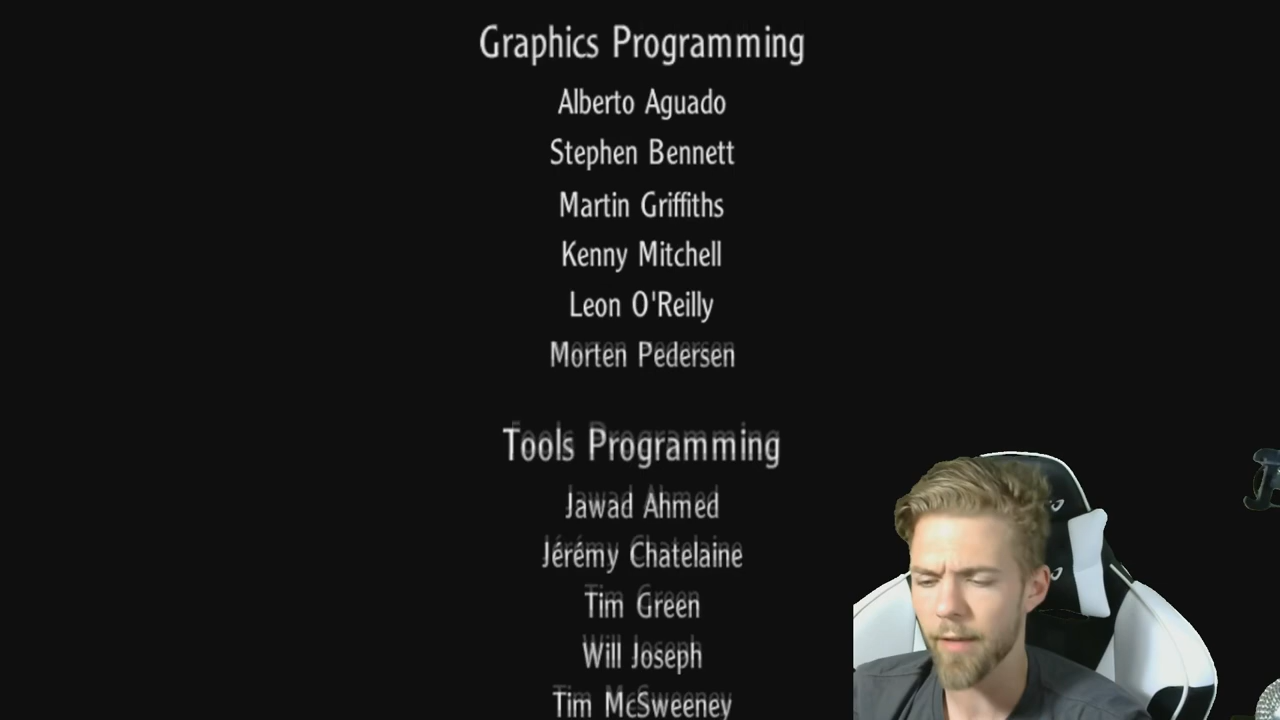 Graphics Programming
Alberto Aguado
Stephen Bennett
Martin Griffiths
Kenny Mitchell
Leon O'Reilly
Morten Pedersen
Tools Programming
Jawad Ahmed
Jérémy Chatelaine
Tim Green
Will Joseph
Tim McSweeney